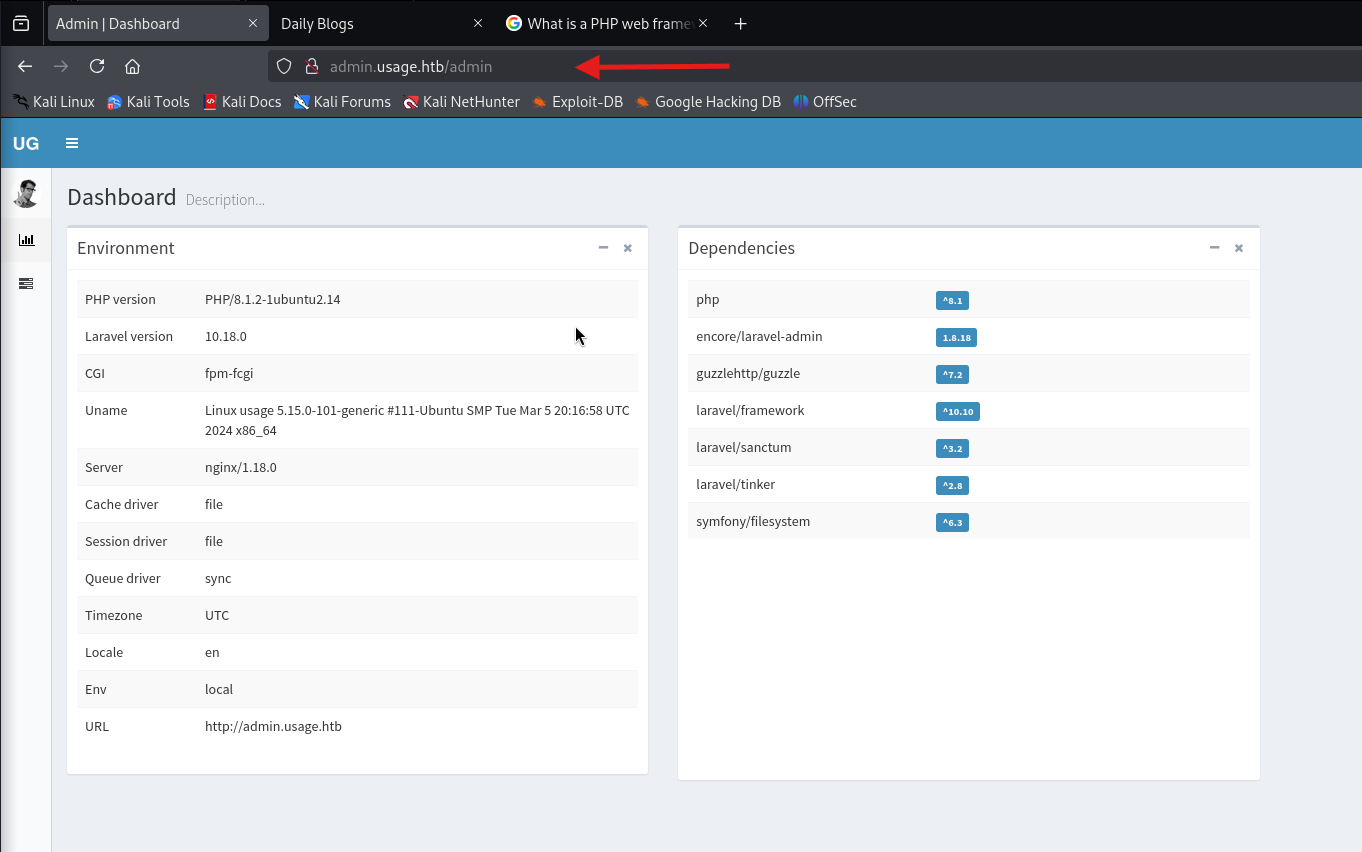 Admin | Dashboard
Daily Blogs
What is a PHP web frame
admin.usage.htb/admin
Kali Linux
Kali Tools
Kali Docs
Kali Forums
Kali NetHunter
Exploit-DB
Google Hacking DB
OffSec
UG
Dashboard Description...
Environment
PHP version PHP/8.1.2-1ubuntu2.14
Laravel version 10.18.0
CGI fpm-fcgi
Uname Linux usage 5.15.0-101-generic #111-Ubuntu SMP Tue Mar 5 20:16:58 UTC
2024 x86_64
Server nginx/1.18.0
Cache driver file
Session driver file
Queue driver sync
Timezone UTC
Locale en
Env local
URL http://admin.usage.htb
Dependencies
php ^8.1
encore/laravel-admin 1.8.18
guzzlehttp/guzzle ^7.2
laravel/framework ^10.10
laravel/sanctum ^3.2
laravel/tinker ^2.8
symfony/filesystem ^6.3